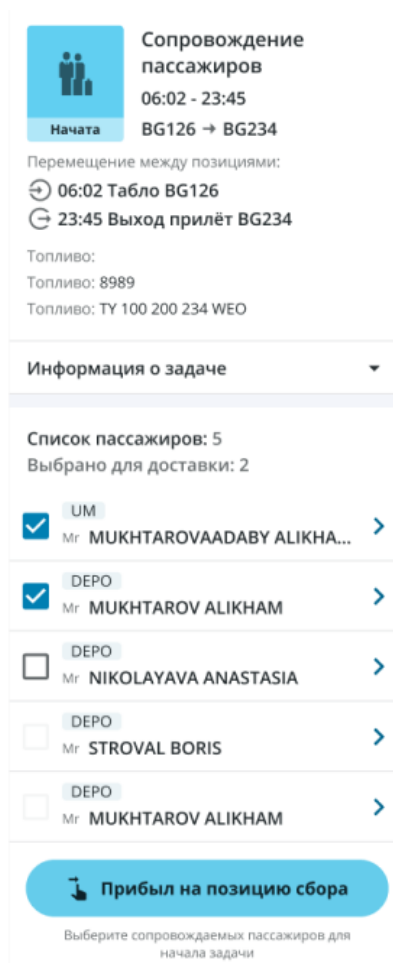 Сопровождение
пассажиров
06:02 - 23:45
Начата
BG126 → BG234
Перемещение между позициями:
06:02 Табло BG126
23:45 Выход прилёт BG234
Топливо:
Топливо: 8989
Топливо: TY 100 200 234 WEO
Информация о задаче
Список пассажиров: 5
Выбрано для доставки: 2
UM
Mr MUKHTAROVAADABY ALIKHA...
DEPO
Mr MUKHTAROV ALIKHAM
DEPO
Mr NIKOLAYAVA ANASTASIA
DEPO
Mr STROVAL BORIS
DEPO
Mr MUKHTAROV ALIKHAM
Прибыл на позицию сбора
Выберите сопровождаемых пассажиров для
начала задачи